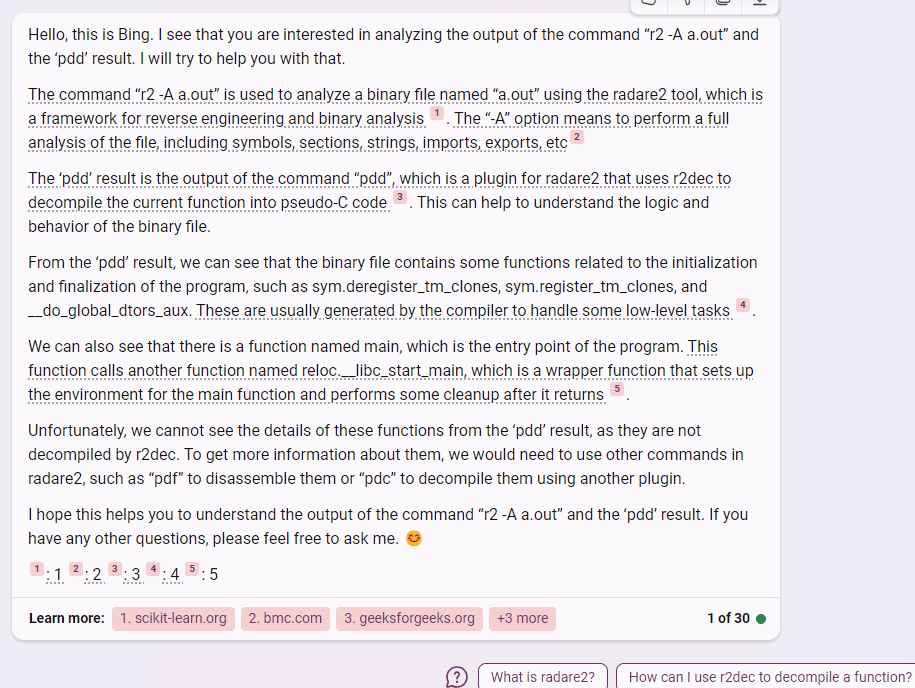 Hello, this is Bing. I see that you are interested in analyzing the output of the command “r2 -A a.out” and
the ‘pdd’ result. I will try to help you with that.
The command “r2 -A a.out” is used to analyze a binary file named “a.out” using the radare2 tool, which is
a framework for reverse engineering and binary analysis 1 . The “-A” option means to perform a full
analysis of the file, including symbols, sections, strings, imports, exports, etc 2
The ‘pdd’ result is the output of the command “pdd”, which is a plugin for radare2 that uses r2dec to
decompile the current function into pseudo-C code 3 . This can help to understand the logic and
behavior of the binary file.
From the ‘pdd’ result, we can see that the binary file contains some functions related to the initialization
and finalization of the program, such as sym.deregister_tm_clones, sym.register_tm_clones, and
__do_global_dtors_aux. These are usually generated by the compiler to handle some low-level tasks 4 .
We can also see that there is a function named main, which is the entry point of the program. This
function calls another function named reloc.__libc_start_main, which is a wrapper function that sets up
the environment for the main function and performs some cleanup after it returns 5 .
Unfortunately, we cannot see the details of these functions from the ‘pdd’ result, as they are not
decompiled by r2dec. To get more information about them, we would need to use other commands in
radare2, such as “pdf” to disassemble them or “pdc” to decompile them using another plugin.
I hope this helps you to understand the output of the command “r2 -A a.out” and the ‘pdd’ result. If you
have any other questions, please feel free to ask me. 😊
1 : 1 2 : 2 3 : 3 4 : 4 5 : 5
Learn more: 1. scikit-learn.org 2. bmc.com 3. geeksforgeeks.org +3 more 1 of 30
What is radare2? How can I use r2dec to decompile a function?